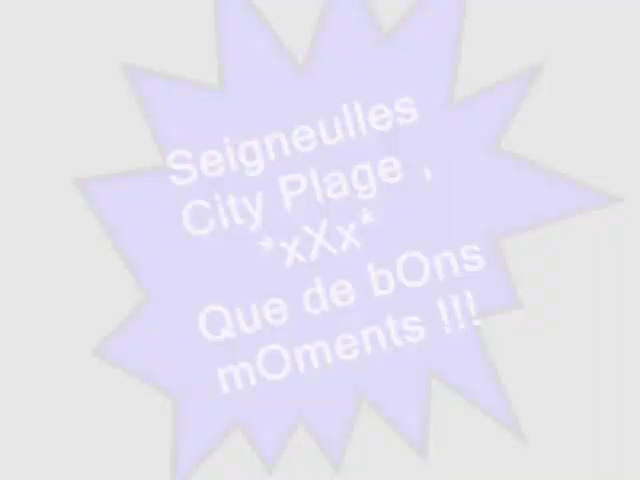 Seigneulles
City Plage ,
*xXx*
Que de bOns
mOments !!!